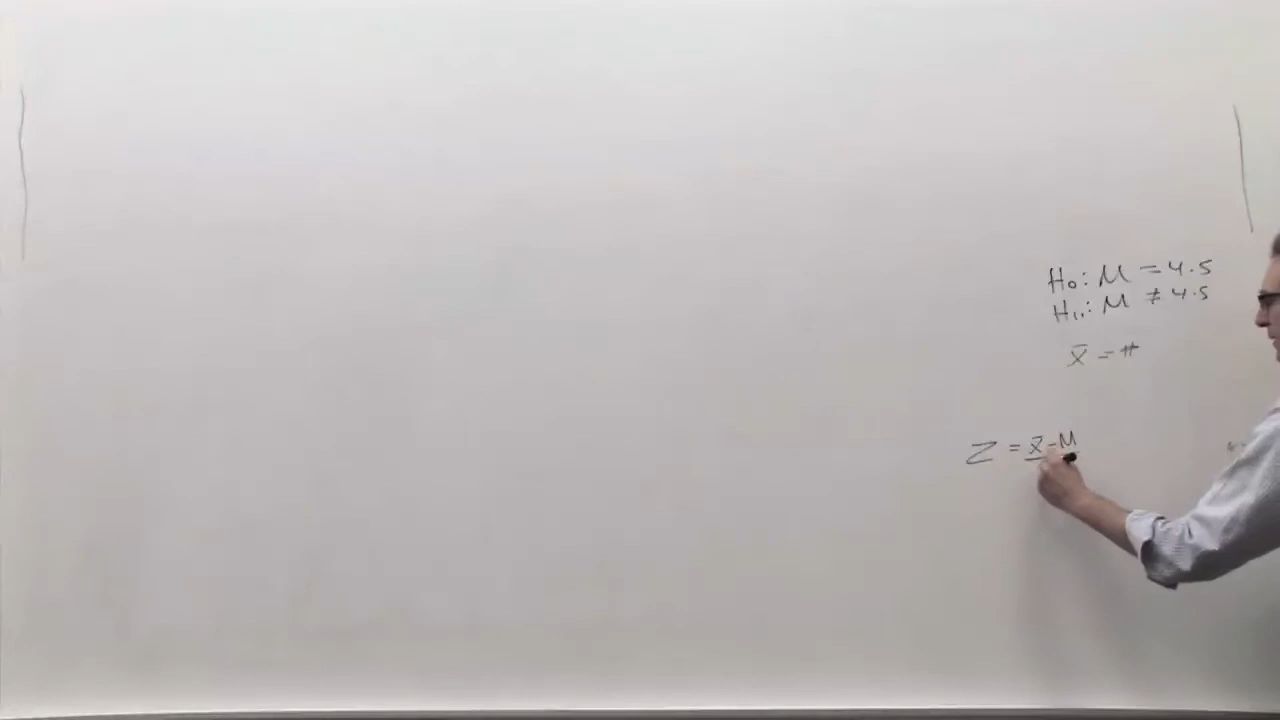 H₀: M = 4.5
H₁: M ≠ 4.5
x̄ = #
Z = x̄ - M